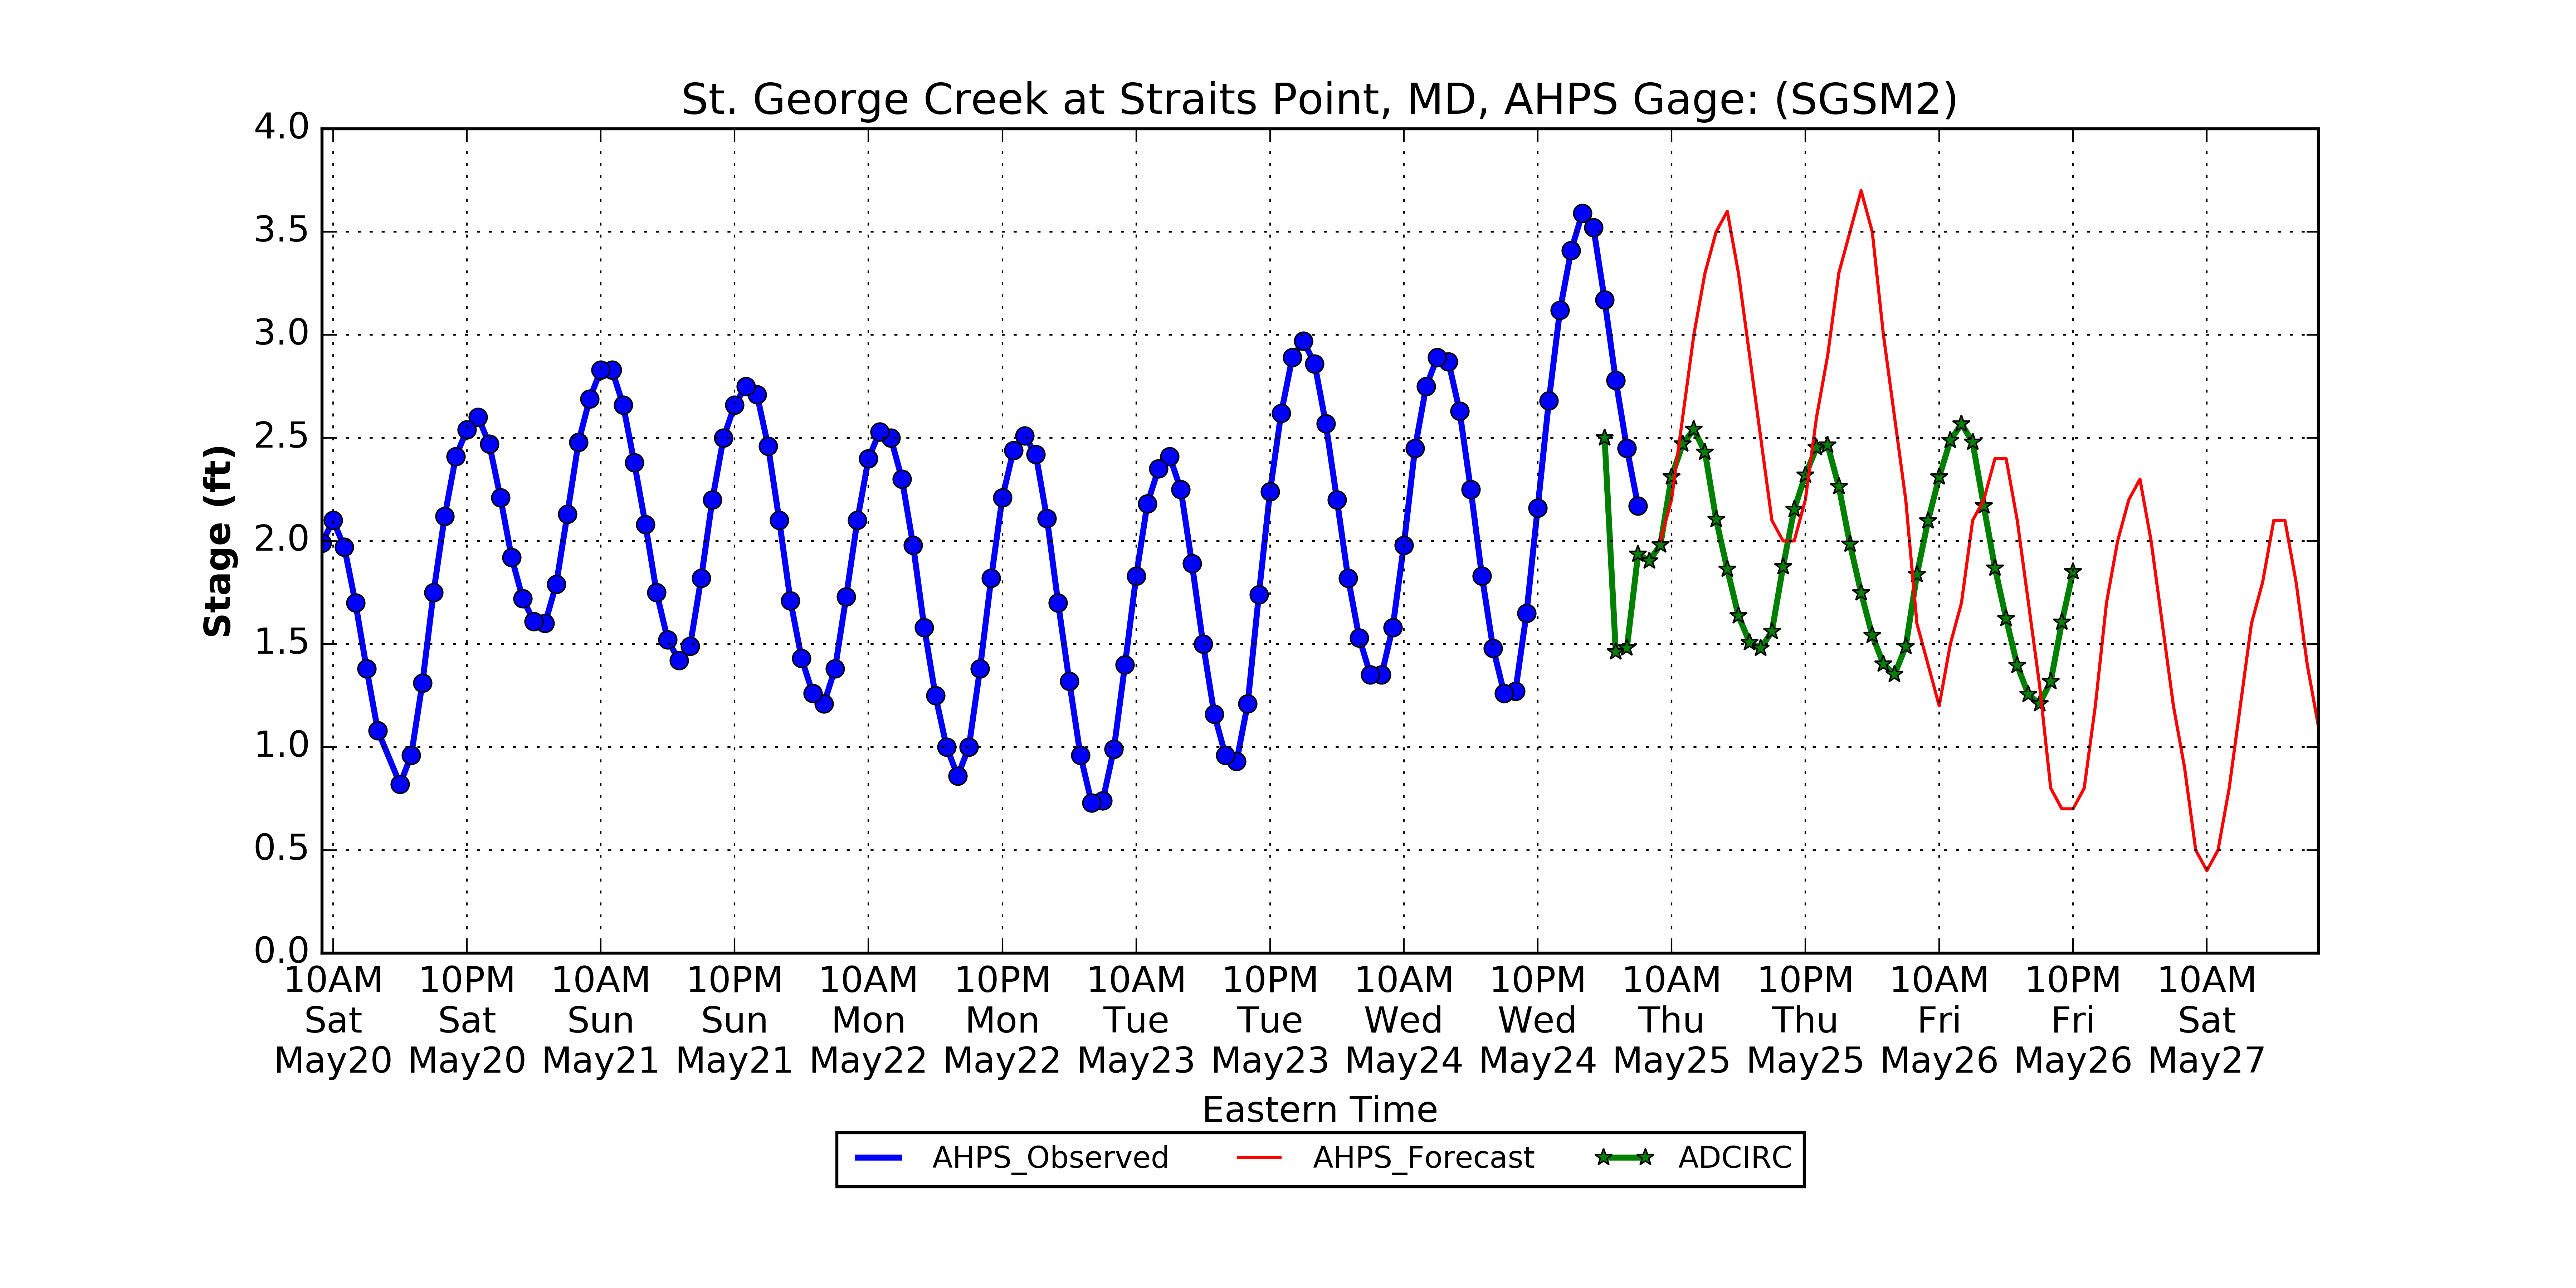 St. George Creek at Straits Point, MD, AHPS Gage: (SGSM2)
4.0
3.5
3.0
2.5
2.0
1.5
1.0
0.5
0.0
Stage (ft)
10AM 10PM 10AM 10PM 10AM 10PM 10AM 10PM 10AM 10PM 10AM 10PM 10AM 10PM 10AM
Sat Sat Sun Sun Mon Mon Tue Tue Wed Wed Thu Thu Fri Fri Sat
May20 May20 May21 May21 May22 May22 May23 May23 May24 May24 May25 May25 May26 May26 May27
Eastern Time
AHPS_Observed AHPS_Forecast ADCIRC